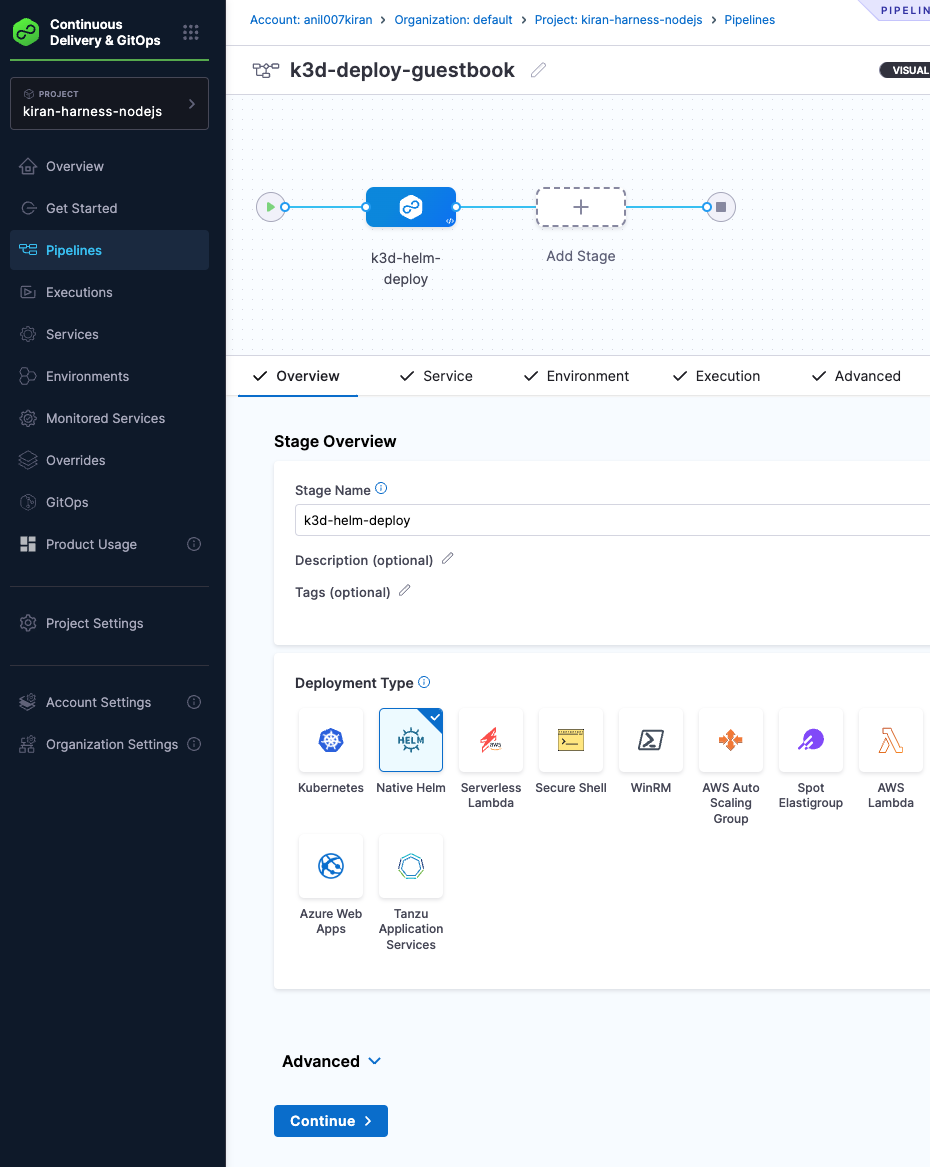 Continuous
Delivery & GitOps
PROJECT
kiran-harness-nodejs
Overview
Get Started
Pipelines
Executions
Services
Environments
Monitored Services
Overrides
GitOps
Product Usage
Project Settings
Account Settings
Organization Settings
Account: anil007kiran > Organization: default > Project: kiran-harness-nodejs > Pipelines
PIPELIN
k3d-deploy-guestbook
VISUAL
k3d-helm-
deploy
Add Stage
Overview Service Environment Execution Advanced
Stage Overview
Stage Name
k3d-helm-deploy
Description (optional)
Tags (optional)
Deployment Type
HELM
aws
Kubernetes
Native Helm
Serverless
Lambda
Secure Shell
WinRM
AWS Auto
Scaling
Group
Spot
Elastigroup
AWS
Lambda
Azure Web
Apps
Tanzu
Application
Services
Advanced
Continue